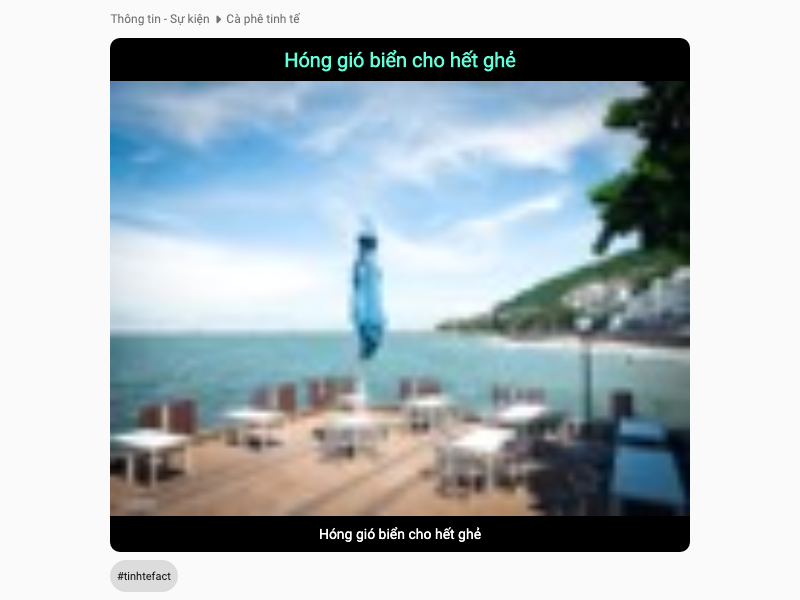 Thông tin - Sự kiện Cà phê tinh tế
Hóng gió biển cho hết ghẻ
Hóng gió biển cho hết ghẻ
#tinhtefact